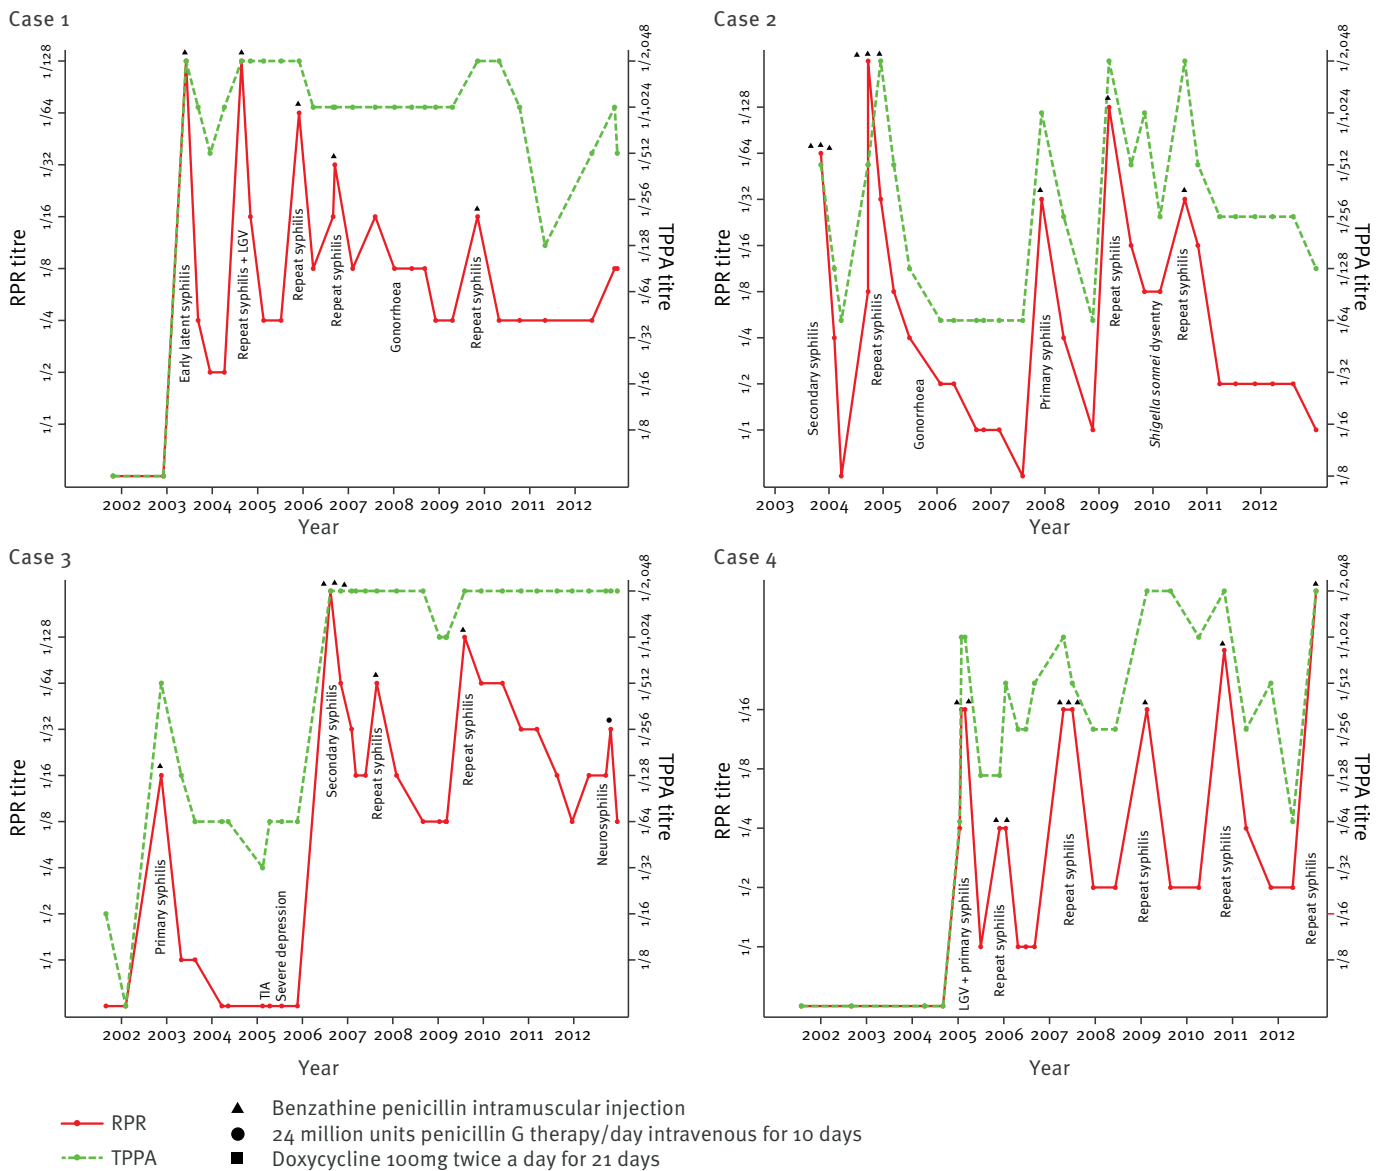 Case 1
1/128
1/64
1/32
1/16
1/8
1/4
1/2
1/1
RPR titre
1/2,048
1/1,024
1/512
1/256
1/128
1/64
1/32
1/16
1/8
TPPA titre
Early latent syphilis
Repeat syphilis + LGV
Repeat syphilis
Repeat syphilis
Gonorrhoea
Repeat syphilis
2002 2003 2004 2005 2006 2007 2008 2009 2010 2011 2012
Year
Case 2
1/128
1/64
1/32
1/16
1/8
1/4
1/2
1/1
RPR titre
1/2,048
1/1,024
1/512
1/256
1/128
1/64
1/32
1/16
1/8
TPPA titre
Secondary syphilis
Repeat syphilis
Gonorrhoea
Primary syphilis
Repeat syphilis
Shigella sonnei dysentry
Repeat syphilis
2003 2004 2005 2006 2007 2008 2009 2010 2011 2012
Year
Case 3
1/128
1/64
1/32
1/16
1/8
1/4
1/2
1/1
RPR titre
1/2,048
1/1,024
1/512
1/256
1/128
1/64
1/32
1/16
1/8
TPPA titre
Primary syphilis
TIA
Severe depression
Secondary syphilis
Repeat syphilis
Repeat syphilis
Neurosyphilis
2002 2003 2004 2005 2006 2007 2008 2009 2010 2011 2012
Year
Case 4
1/16
1/8
1/4
1/2
1/1
RPR titre
1/2,048
1/1,024
1/512
1/256
1/128
1/64
1/32
1/16
1/8
TPPA titre
LGV + primary syphilis
Repeat syphilis
Repeat syphilis
Repeat syphilis
Repeat syphilis
Repeat syphilis
2002 2003 2004 2005 2006 2007 2008 2009 2010 2011 2012
Year
RPR
TPPA
Benzathine penicillin intramuscular injection
24 million units penicillin G therapy/day intravenous for 10 days
Doxycycline 100mg twice a day for 21 days